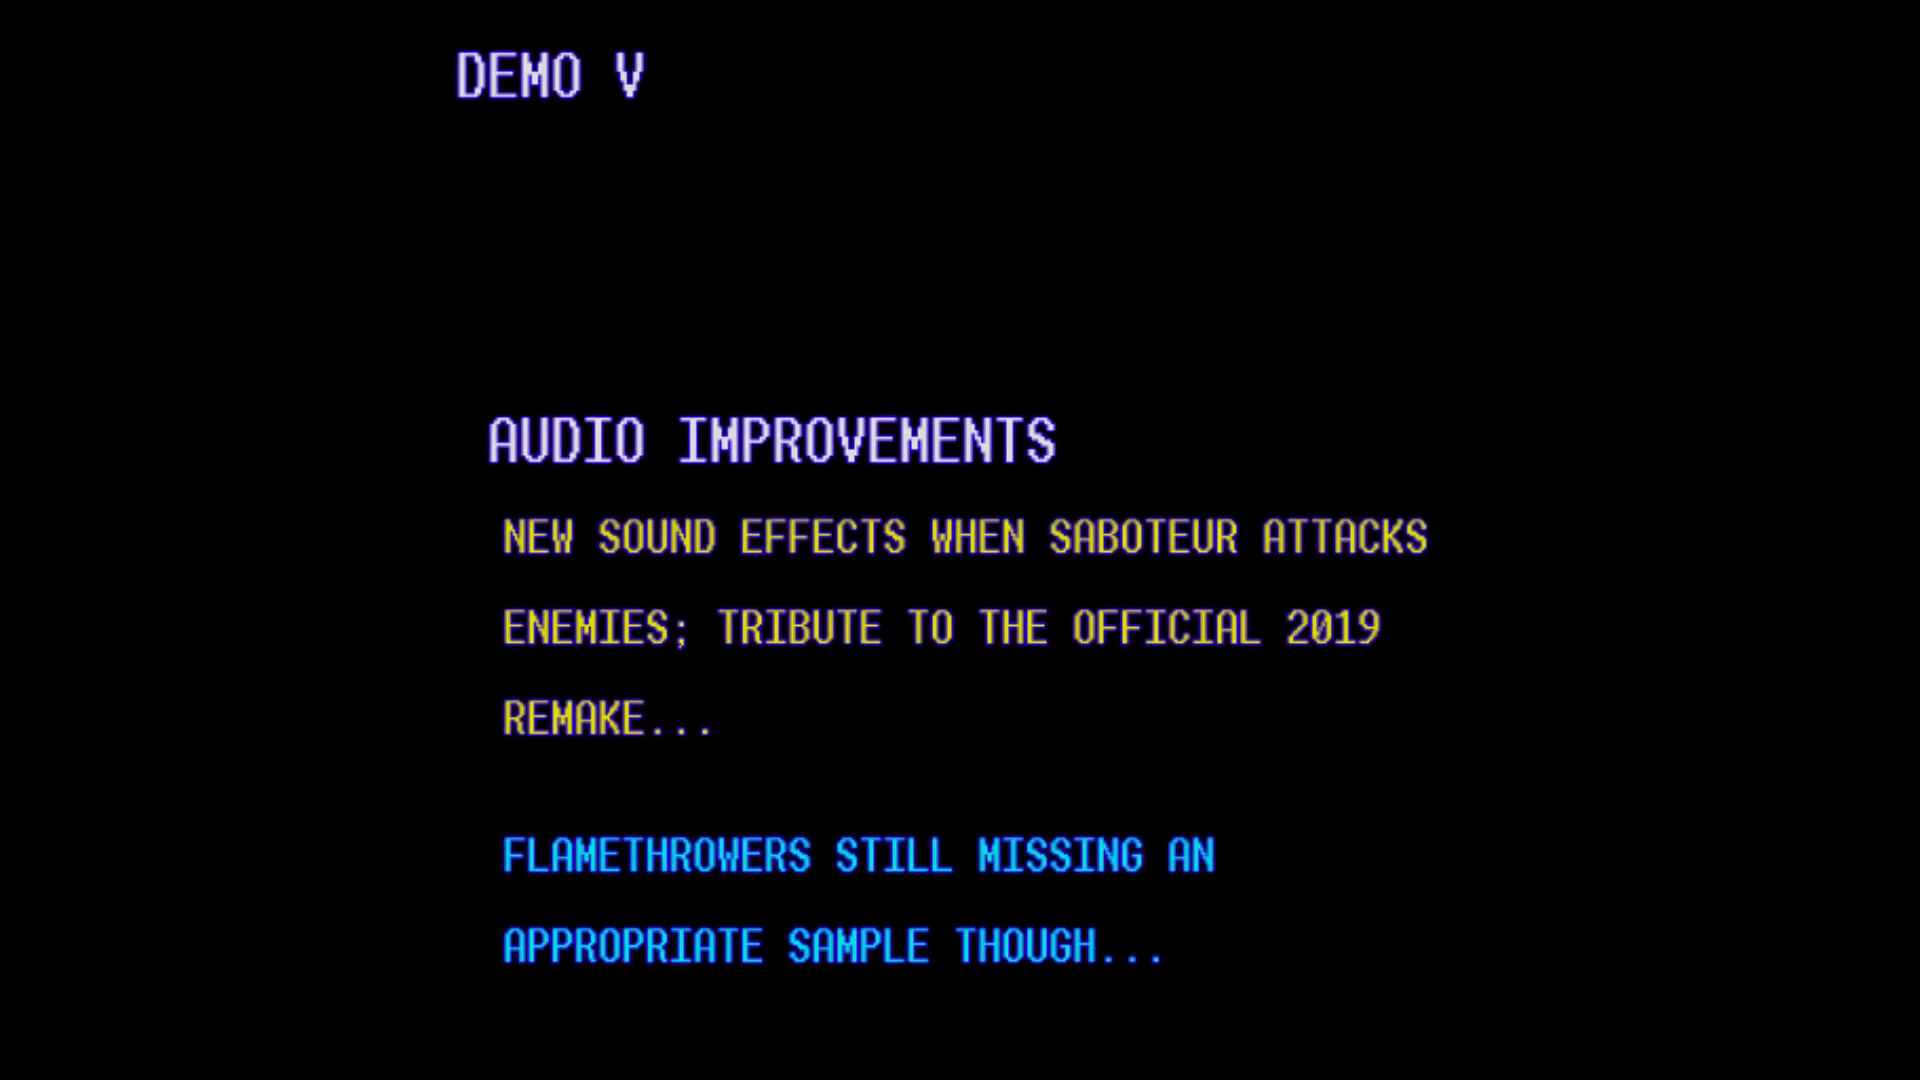 DEMO V
AUDIO IMPROVEMENTS
NEW SOUND EFFECTS WHEN SABOTEUR ATTACKS
ENEMIES; TRIBUTE TO THE OFFICIAL 2019
REMAKE...
FLAMETHROWERS STILL MISSING AN
APPROPRIATE SAMPLE THOUGH...